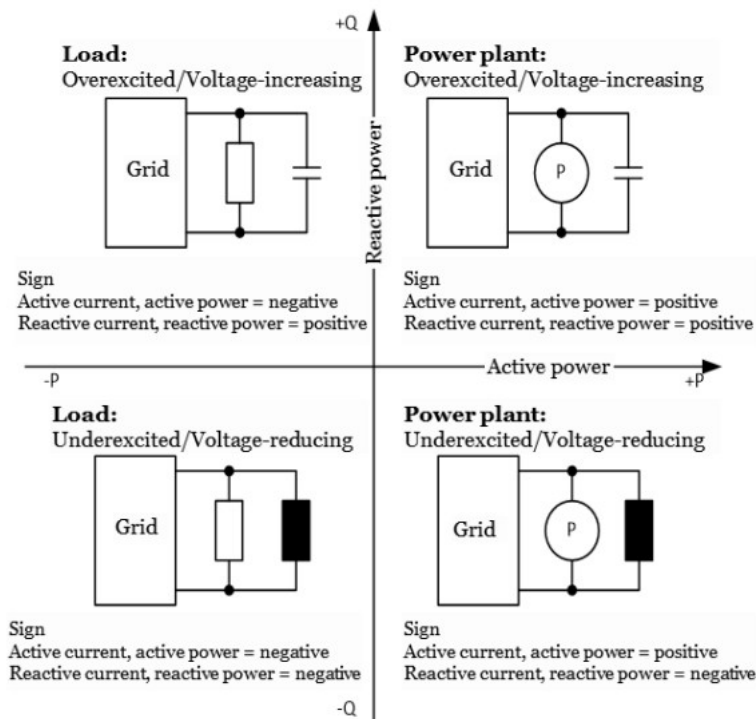 +Q
Load:
Overexcited/Voltage-increasing
Grid
Sign
Active current, active power = negative
Reactive current, reactive power = positive
Reactive power
Power plant:
Overexcited/Voltage-increasing
Grid
P
Sign
Active current, active power = positive
Reactive current, reactive power = positive
-P
Active power
+P
Load:
Underexcited/Voltage-reducing
Grid
Sign
Active current, active power = negative
Reactive current, reactive power = negative
Power plant:
Underexcited/Voltage-reducing
Grid
P
Sign
Active current, active power = positive
Reactive current, reactive power = negative
-Q